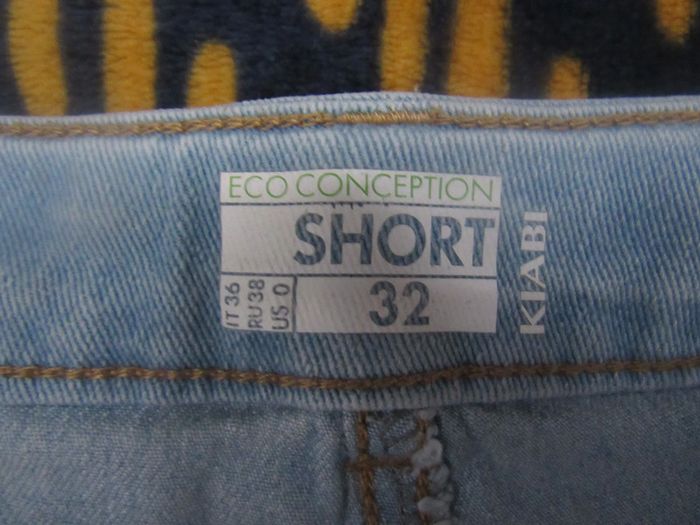 ECO CONCEPTION
SHORT
IT 36
RU 38
US 0
32
KIABI